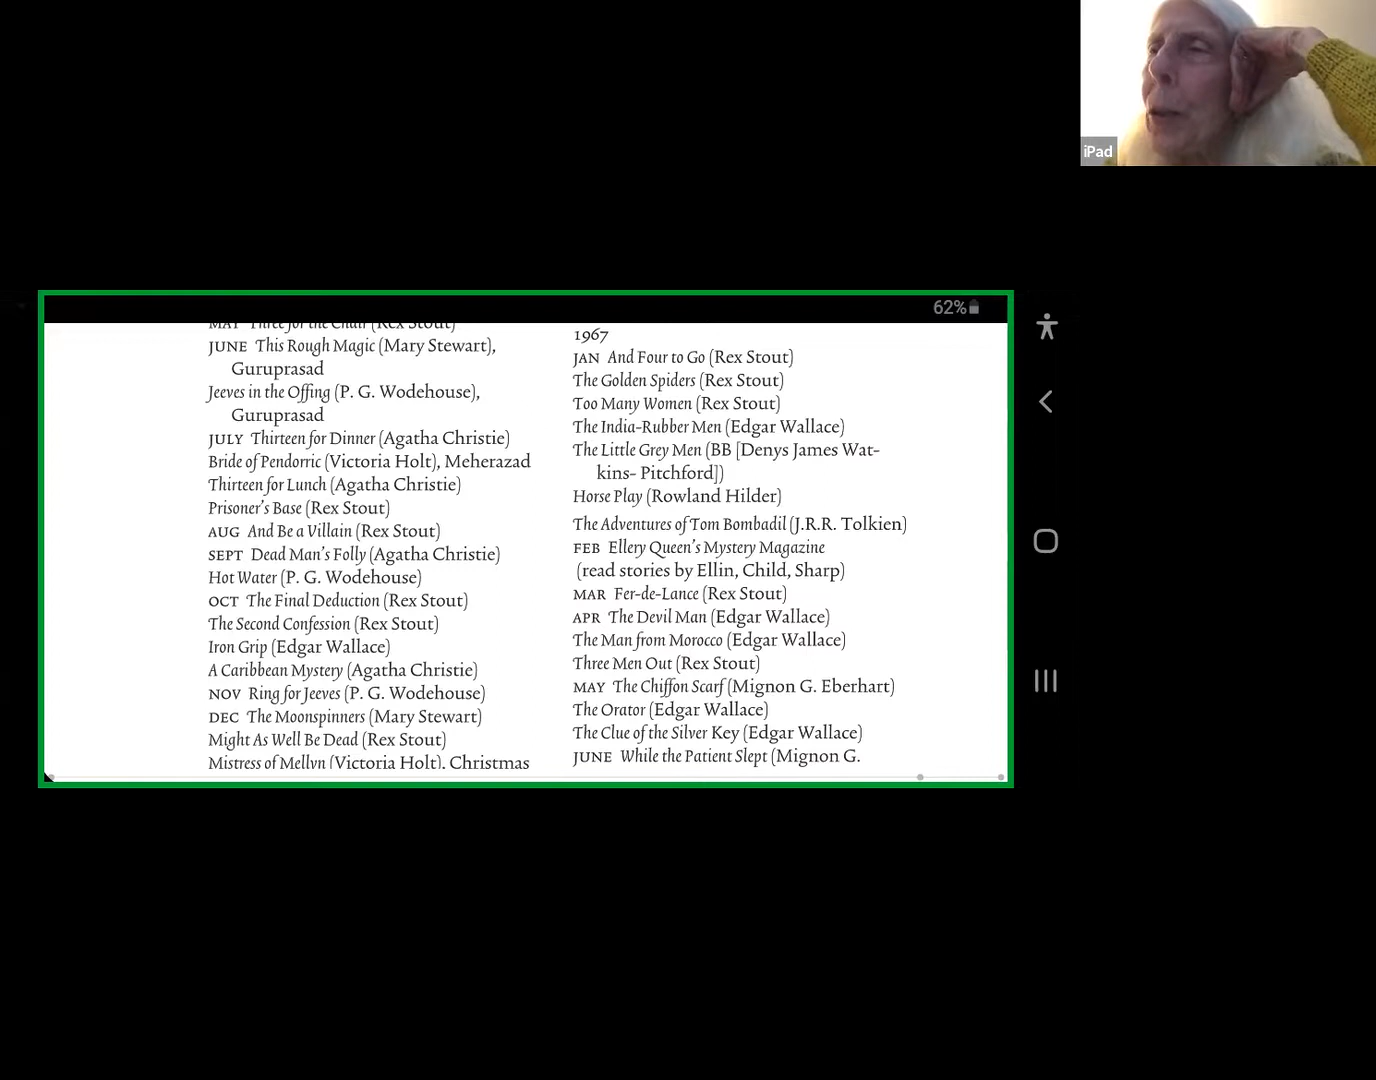 iPad
62%
MAY Three for the Chair (Rex Stout)
JUNE This Rough Magic (Mary Stewart),
Guruprasad
Jeeves in the Offing (P. G. Wodehouse),
Guruprasad
JULY Thirteen for Dinner (Agatha Christie)
Bride of Pendorric (Victoria Holt), Meherazad
Thirteen for Lunch (Agatha Christie)
Prisoner's Base (Rex Stout)
AUG And Be a Villain (Rex Stout)
SEPT Dead Man's Folly (Agatha Christie)
Hot Water (P. G. Wodehouse)
OCT The Final Deduction (Rex Stout)
The Second Confession (Rex Stout)
Iron Grip (Edgar Wallace)
A Caribbean Mystery (Agatha Christie)
NOV Ring for Jeeves (P. G. Wodehouse)
DEC The Moonspinners (Mary Stewart)
Might As Well Be Dead (Rex Stout)
Mistress of Mellyn (Victoria Holt), Christmas
1967
JAN And Four to Go (Rex Stout)
The Golden Spiders (Rex Stout)
Too Many Women (Rex Stout)
The India-Rubber Men (Edgar Wallace)
The Little Grey Men (BB [Denys James Wat-
kins- Pitchford])
Horse Play (Rowland Hilder)
The Adventures of Tom Bombadil (J.R.R. Tolkien)
FEB Ellery Queen's Mystery Magazine
(read stories by Ellin, Child, Sharp)
MAR Fer-de-Lance (Rex Stout)
APR The Devil Man (Edgar Wallace)
The Man from Morocco (Edgar Wallace)
Three Men Out (Rex Stout)
MAY The Chiffon Scarf (Mignon G. Eberhart)
The Orator (Edgar Wallace)
The Clue of the Silver Key (Edgar Wallace)
JUNE While the Patient Slept (Mignon G.